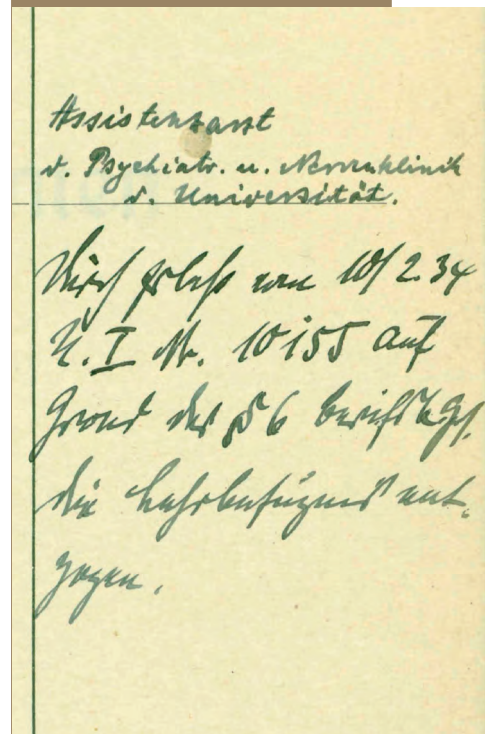 Assistenzarzt
d. Psychiatr. u. Nervenklinik
d. Universität.
Durch Erlaß vom 10/2.34
U. I Nr. 10155 auf
Grund des § 6
die Lehrbefugnis ent-
zogen.